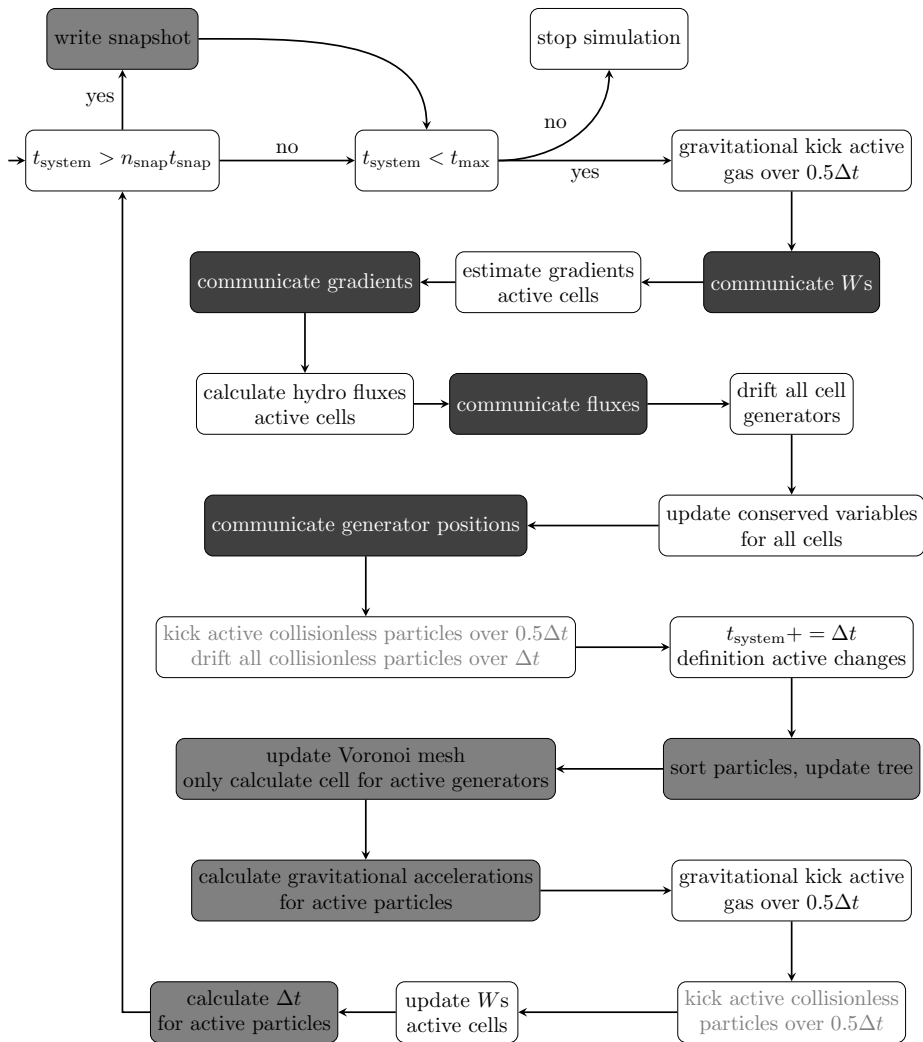 write snapshot
stop simulation
yes
no
t_system > n_snap t_snap
no
t_system < t_max
yes
gravitational kick active
gas over 0.5Δt
communicate gradients
estimate gradients
active cells
communicate Ws
calculate hydro fluxes
active cells
communicate fluxes
drift all cell
generators
communicate generator positions
update conserved variables
for all cells
kick active collisionless particles over 0.5Δt
drift all collisionless particles over Δt
t_system+ = Δt
definition active changes
update Voronoi mesh
only calculate cell for active generators
sort particles, update tree
calculate gravitational accelerations
for active particles
gravitational kick active
gas over 0.5Δt
calculate Δt
for active particles
update Ws
active cells
kick active collisionless
particles over 0.5Δt